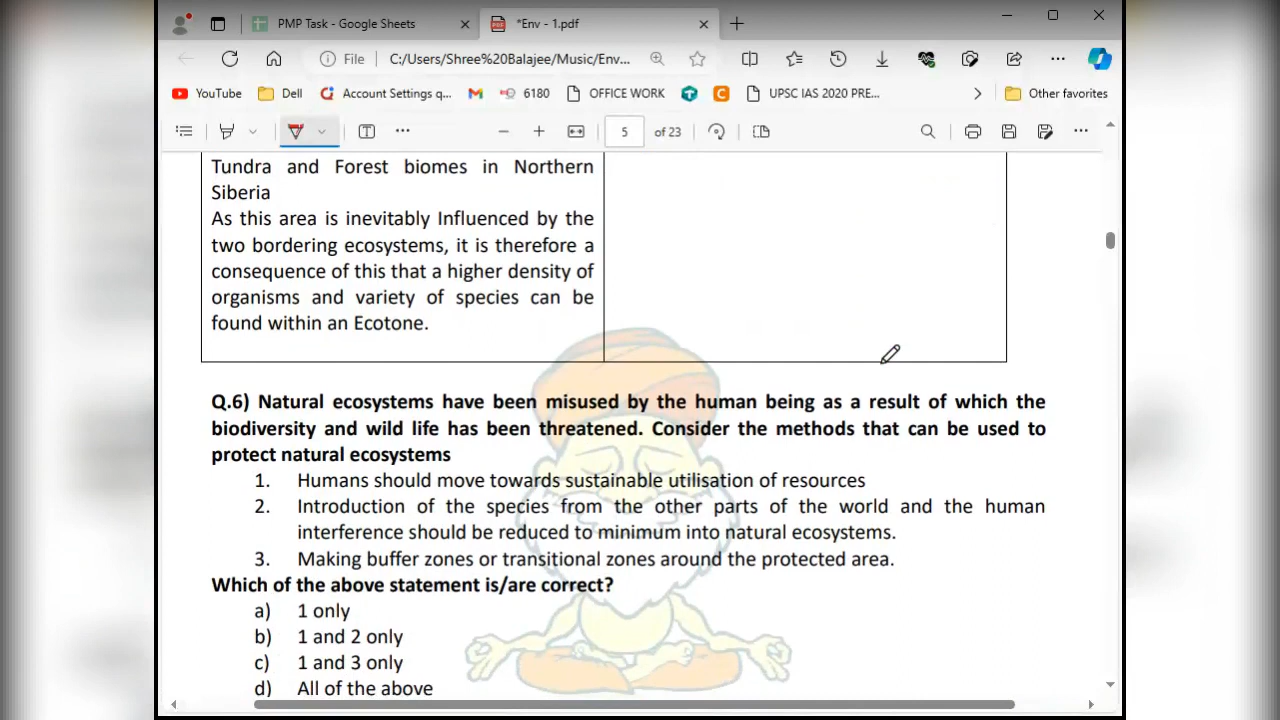 PMP Task - Google Sheets
*Env - 1.pdf
File
C:/Users/Shree%20Balajee/Music/Env...
YouTube
Dell
Account Settings q...
6180
OFFICE WORK
UPSC IAS 2020 PRE...
Other favorites
5
of 23
Tundra and Forest biomes in Northern
Siberia
As this area is inevitably Influenced by the
two bordering ecosystems, it is therefore a
consequence of this that a higher density of
organisms and variety of species can be
found within an Ecotone.
Q.6) Natural ecosystems have been misused by the human being as a result of which the
biodiversity and wild life has been threatened. Consider the methods that can be used to
protect natural ecosystems
1. Humans should move towards sustainable utilisation of resources
2. Introduction of the species from the other parts of the world and the human
interference should be reduced to minimum into natural ecosystems.
3. Making buffer zones or transitional zones around the protected area.
Which of the above statement is/are correct?
a) 1 only
b) 1 and 2 only
c) 1 and 3 only
d) All of the above